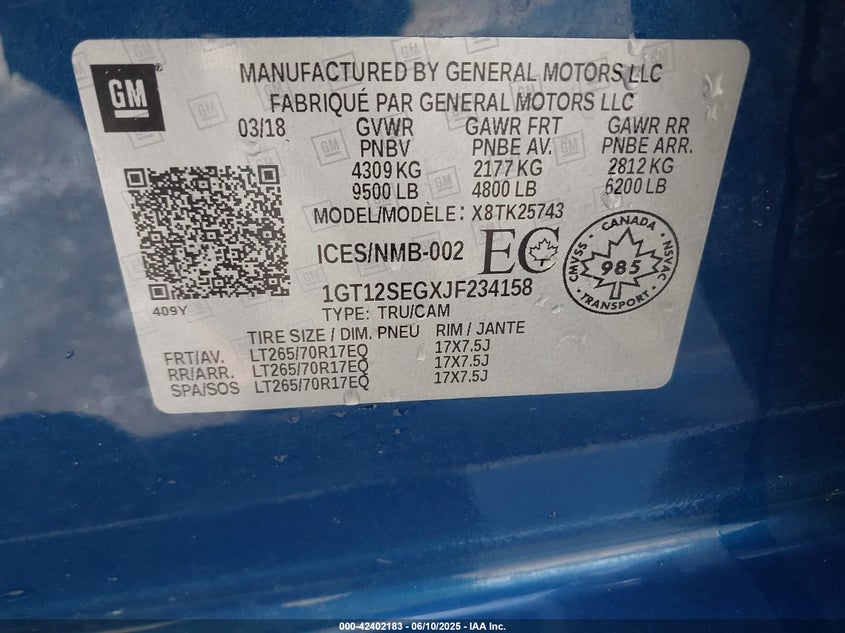 GM
MANUFACTURED BY GENERAL MOTORS LLC
FABRIQUÉ PAR GENERAL MOTORS LLC
03/18 GVWR GAWR FRT GAWR RR
PNBV PNBE AV. PNBE ARR.
4309 KG 2177 KG 2812 KG
9500 LB 4800 LB 6200 LB
MODEL/MODÈLE: X8TK25743
ICES/NMB-002 EC
CANADA
CMVSS - NSVAC
985
TRANSPORT
1GT12SEGXJF234158
409Y
TYPE: TRU/CAM
TIRE SIZE / DIM. PNEU RIM / JANTE
FRT/AV. LT265/70R17EQ 17X7.5J
RR/ARR. LT265/70R17EQ 17X7.5J
SPA/SOS LT265/70R17EQ 17X7.5J
000-42402183 - 06/10/2025 - IAA Inc.